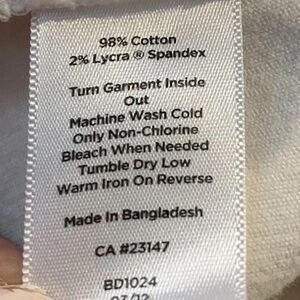 98% Cotton
2% Lycra ® Spandex
Turn Garment Inside
Out
Machine Wash Cold
Only Non-Chlorine
Bleach When Needed
Tumble Dry Low
Warm Iron On Reverse
Made In Bangladesh
CA #23147
BD1024